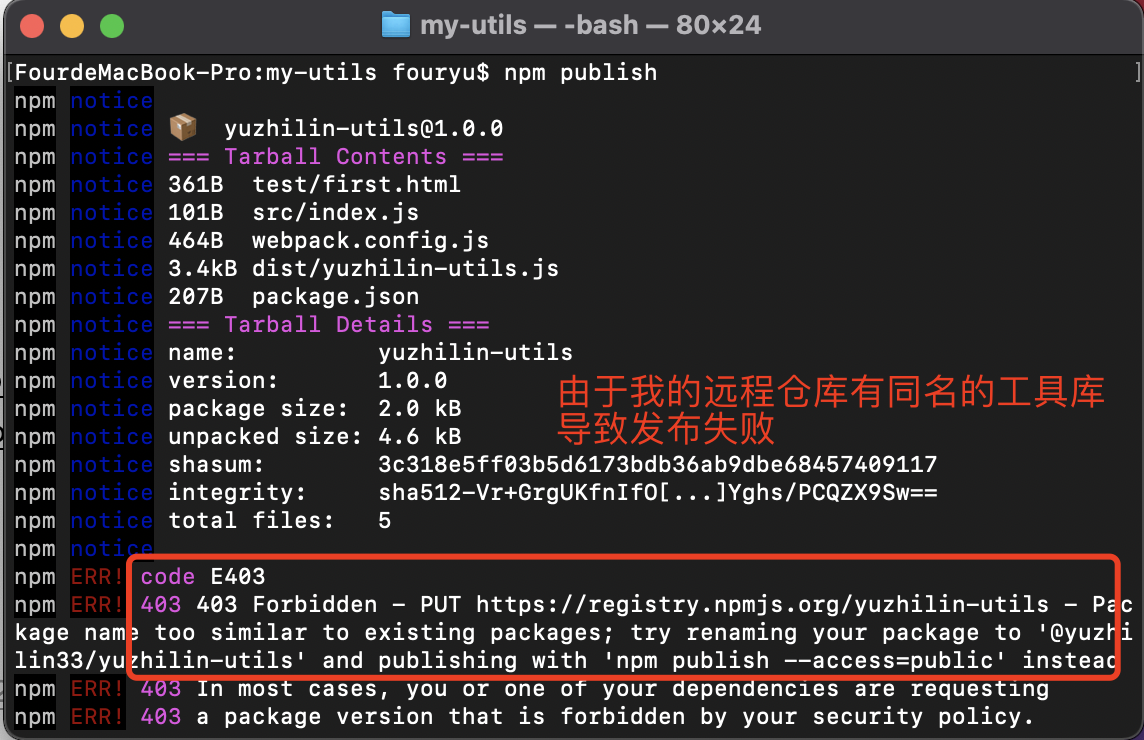 my-utils — -bash — 80×24
[FourdeMacBook-Pro:my-utils fouryu$ npm publish ]
npm notice
npm notice 📦 yuzhilin-utils@1.0.0
npm notice === Tarball Contents ===
npm notice 361B test/first.html
npm notice 101B src/index.js
npm notice 464B webpack.config.js
npm notice 3.4kB dist/yuzhilin-utils.js
npm notice 207B package.json
npm notice === Tarball Details ===
npm notice name: yuzhilin-utils
npm notice version: 1.0.0
npm notice package size: 2.0 kB
npm notice unpacked size: 4.6 kB
npm notice shasum: 3c318e5ff03b5d6173bdb36ab9dbe68457409117
npm notice integrity: sha512-Vr+GrgUKfnIfO[...]Yghs/PCQZX9Sw==
npm notice total files: 5
npm notice
由于我的远程仓库有同名的工具库
导致发布失败
npm ERR! code E403
npm ERR! 403 403 Forbidden - PUT https://registry.npmjs.org/yuzhilin-utils - Pac
kage name too similar to existing packages; try renaming your package to '@yuzhi
lin33/yuzhilin-utils' and publishing with 'npm publish --access=public' instead
npm ERR! 403 In most cases, you or one of your dependencies are requesting
npm ERR! 403 a package version that is forbidden by your security policy.